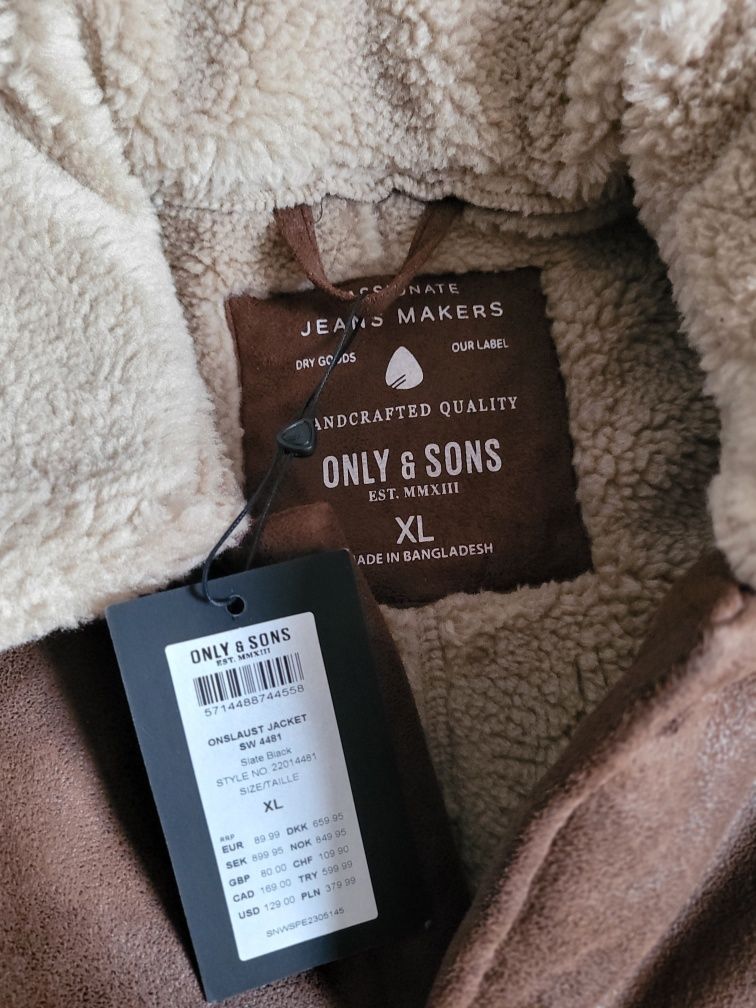 JEANS MAKERS
DRY GOODS
OUR LABEL
QUALITY
ONLY & SONS
EST. MMXIII
XL
IN BANGLADESH
ONLY & SONS
EST. MMXIII
5714488744558
ONSLAUST JACKET
SW 4481
Slate Black
STYLE NO. 22014481
SIZE/TAILLE
XL
RRP
EUR 89.99 DKK 659.95
SEK 899.95 NOK 849.95
GBP 80.00 CHF 109.90
CAD 169.00 TRY 599.99
USD 129.00 PLN 379.99
SNWSPE2305145